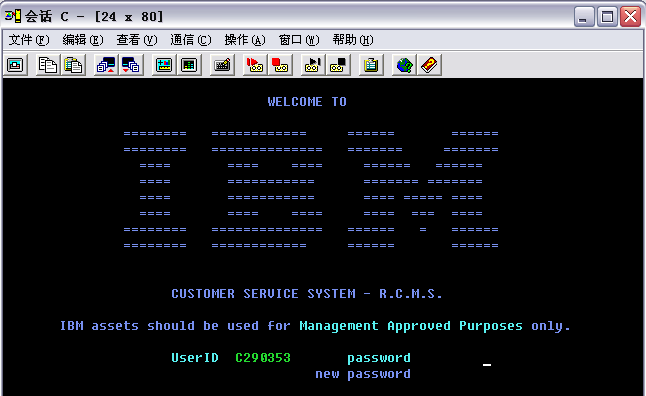 会话 C - [24 x 80]
文件(F) 编辑(E) 查看(V) 通信(C) 操作(A) 窗口(W) 帮助(H)
WELCOME TO
======== ============ ====== ======
======== ============== ======= =======
==== ==== ==== ====== ======
==== =========== ======= =======
==== =========== ==== ===== ====
==== ==== ==== ==== === ====
======== ============== ====== = ======
======== ============ ====== ======
CUSTOMER SERVICE SYSTEM - R.C.M.S.
IBM assets should be used for Management Approved Purposes only.
UserID C290353 password
new password